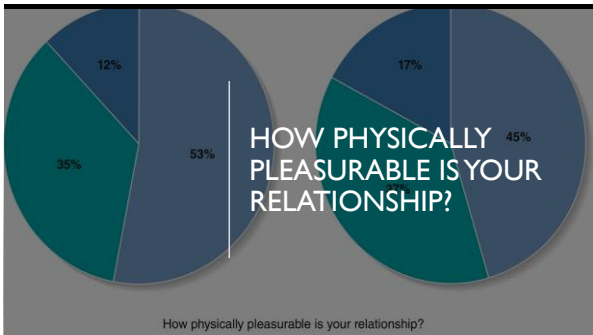 12%
17%
53%
45%
35%
HOW PHYSICALLY
PLEASURABLE IS YOUR
RELATIONSHIP?
How physically pleasurable is your relationship?